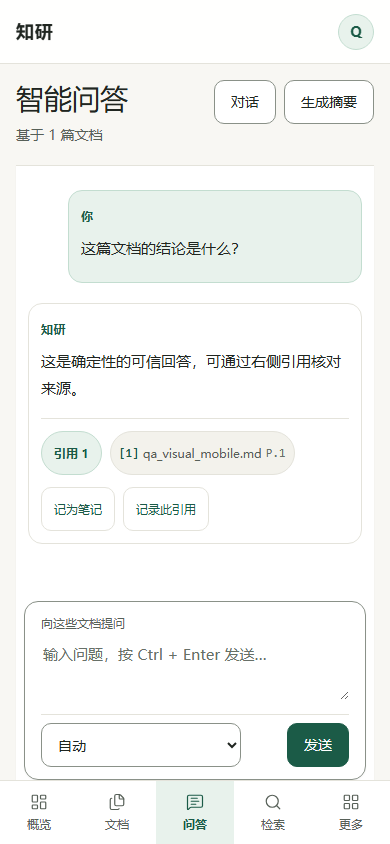 知研
Q
智能问答
对话
生成摘要
基于 1 篇文档
你
这篇文档的结论是什么？
知研
这是确定性的可信回答，可通过右侧引用核对
来源。
引用 1
[1] qa_visual_mobile.md P.1
记为笔记
记录此引用
向这些文档提问
输入问题，按 Ctrl + Enter 发送…
自动
发送
概览
文档
问答
检索
更多